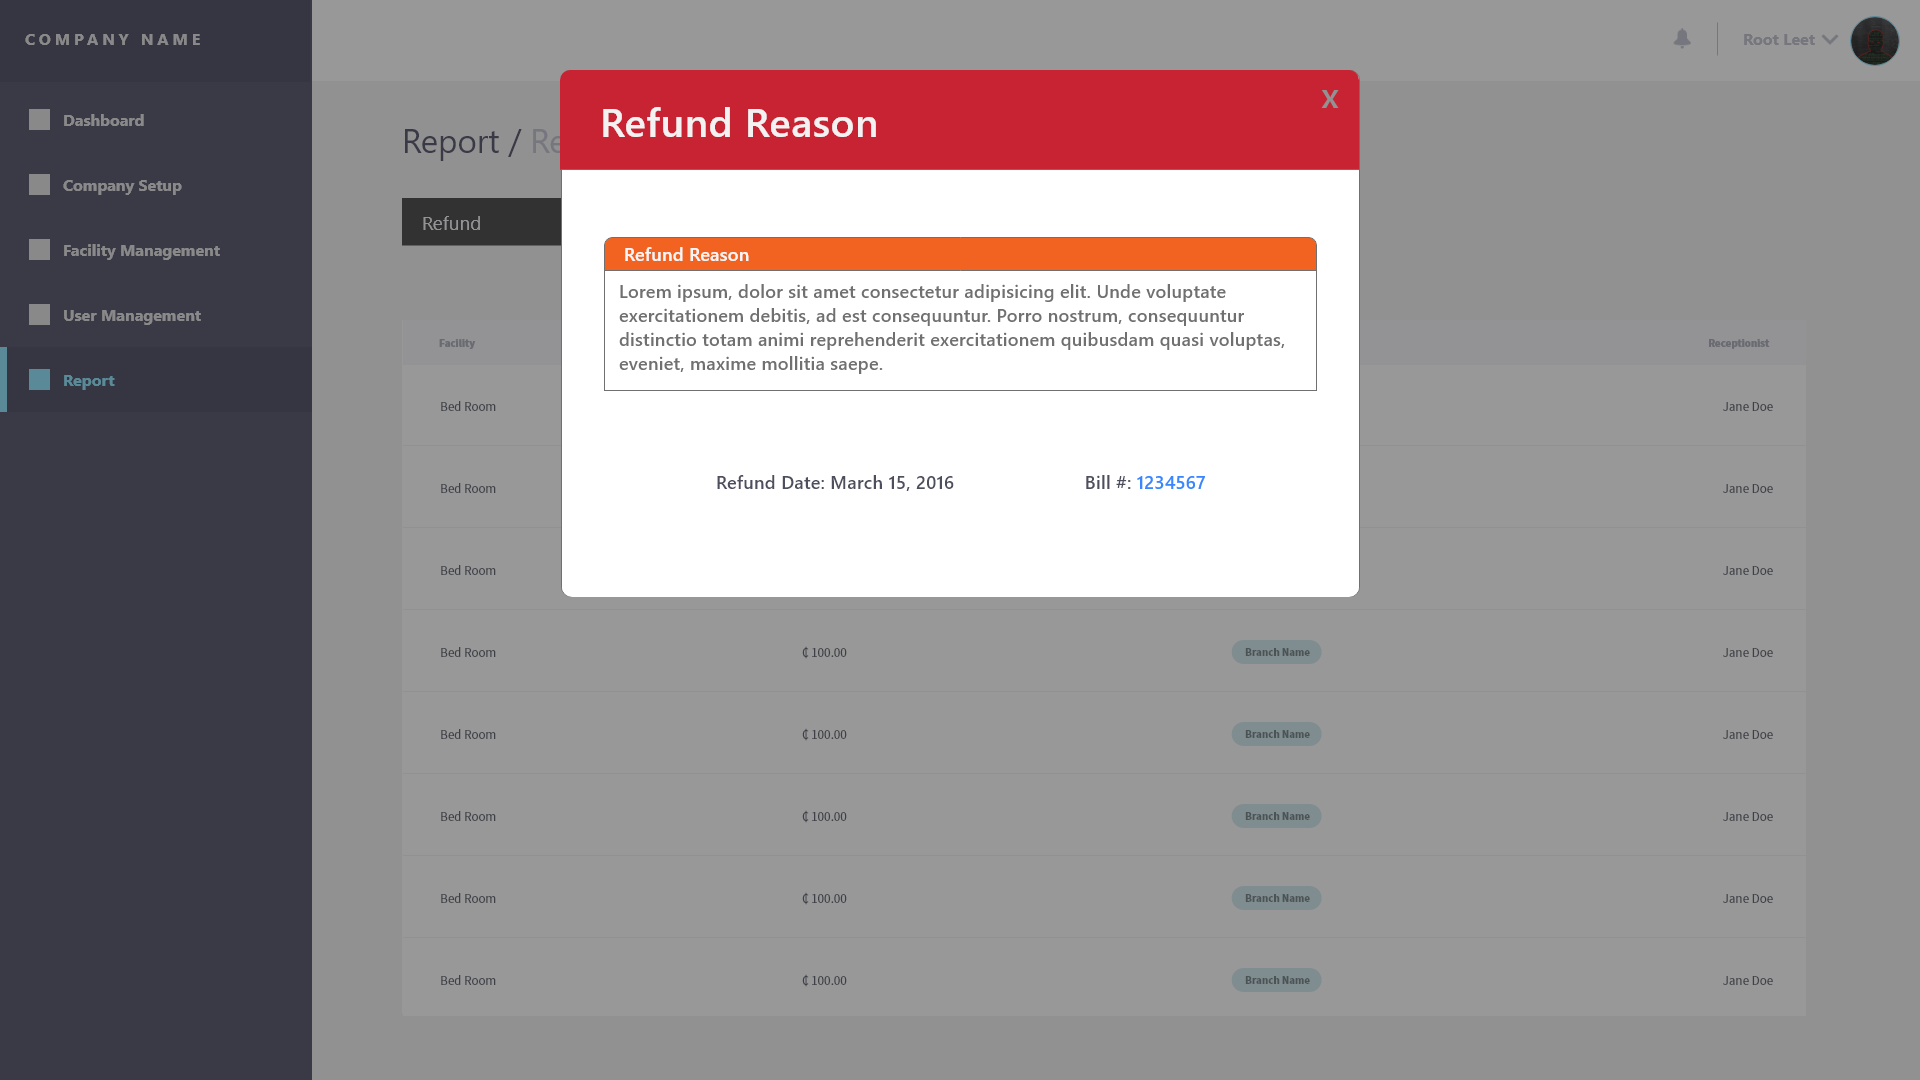 COMPANY NAME
Root Leet
Dashboard
Company Setup
Facility Management
User Management
Report
Report /
Refund Reason
X
Refund
Refund Reason
Lorem ipsum, dolor sit amet consectetur adipisicing elit. Unde voluptate
exercitationem debitis, ad est consequuntur. Porro nostrum, consequuntur
distinctio totam animi reprehenderit exercitationem quibusdam quasi voluptas,
eveniet, maxime mollitia saepe.
Refund Date: March 15, 2016 Bill #: 1234567
Facility Receptionist
Bed Room Jane Doe
Bed Room Jane Doe
Bed Room Jane Doe
Bed Room ₵ 100.00 Branch Name Jane Doe
Bed Room ₵ 100.00 Branch Name Jane Doe
Bed Room ₵ 100.00 Branch Name Jane Doe
Bed Room ₵ 100.00 Branch Name Jane Doe
Bed Room ₵ 100.00 Branch Name Jane Doe